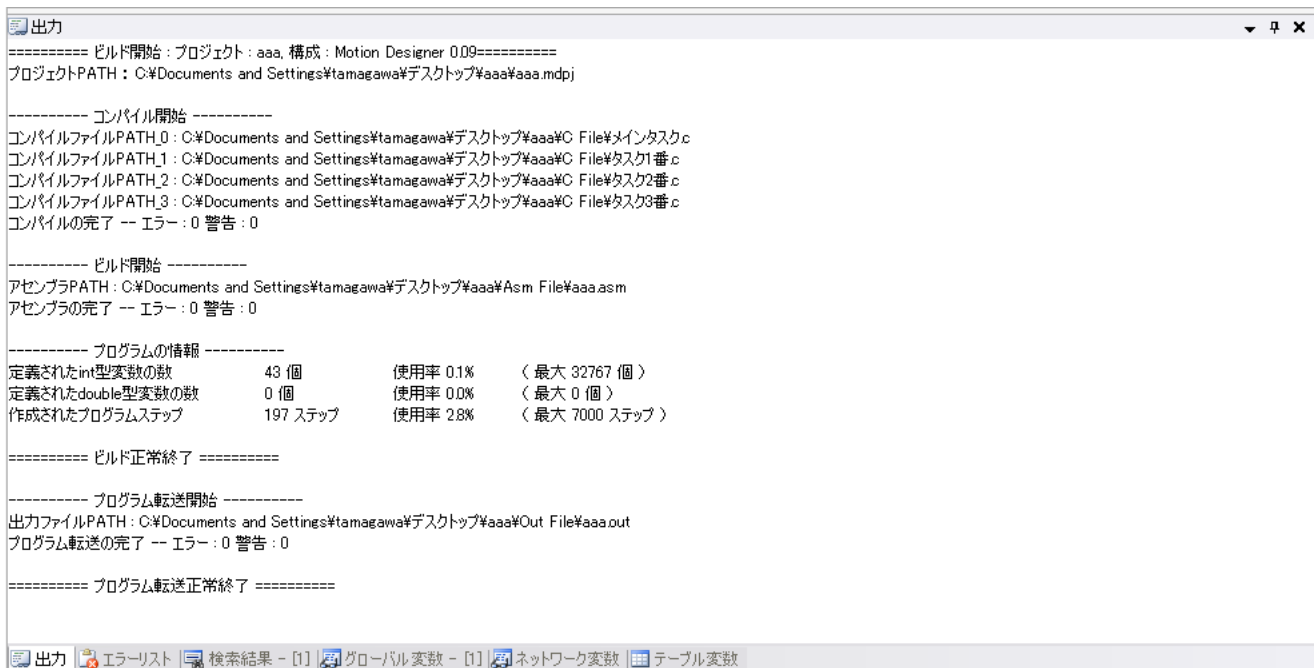 出力
========== ビルド開始 : プロジェクト : aaa, 構成 : Motion Designer 0.09==========
プロジェクトPATH : C:¥Documents and Settings¥tamagawa¥デスクトップ¥aaa¥aaa.mdpj
---------- コンパイル開始 ----------
コンパイルファイルPATH_0 : C:¥Documents and Settings¥tamagawa¥デスクトップ¥aaa¥C File¥メインタスク.c
コンパイルファイルPATH_1 : C:¥Documents and Settings¥tamagawa¥デスクトップ¥aaa¥C File¥タスク1番.c
コンパイルファイルPATH_2 : C:¥Documents and Settings¥tamagawa¥デスクトップ¥aaa¥C File¥タスク2番.c
コンパイルファイルPATH_3 : C:¥Documents and Settings¥tamagawa¥デスクトップ¥aaa¥C File¥タスク3番.c
コンパイルの完了 -- エラー : 0 警告 : 0
---------- ビルド開始 ----------
アセンブラPATH : C:¥Documents and Settings¥tamagawa¥デスクトップ¥aaa¥Asm File¥aaa.asm
アセンブラの完了 -- エラー : 0 警告 : 0
---------- プログラムの情報 ----------
定義されたint型変数の数 43 個 使用率 0.1% ( 最大 32767 個 )
定義されたdouble型変数の数 0 個 使用率 0.0% ( 最大 0 個 )
作成されたプログラムステップ 197 ステップ 使用率 2.8% ( 最大 7000 ステップ )
========== ビルド正常終了 ==========
---------- プログラム転送開始 ----------
出力ファイルPATH : C:¥Documents and Settings¥tamagawa¥デスクトップ¥aaa¥Out File¥aaa.out
プログラム転送の完了 -- エラー : 0 警告 : 0
========== プログラム転送正常終了 ==========
出力 エラーリスト 検索結果 - [1] グローバル変数 - [1] ネットワーク変数 テーブル変数